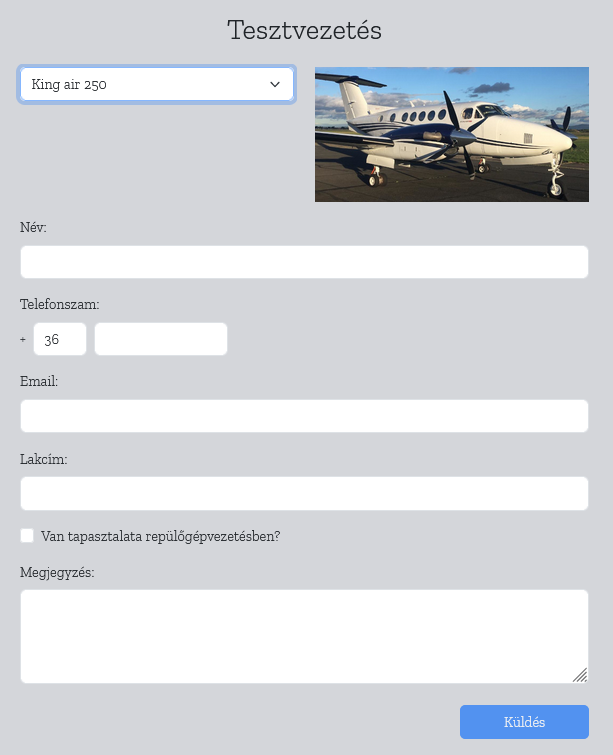 Tesztvezetés
King air 250
Név:
Telefonszam:
+ 36
Email:
Lakcím:
Van tapasztalata repülőgépvezetésben?
Megjegyzés:
Küldés